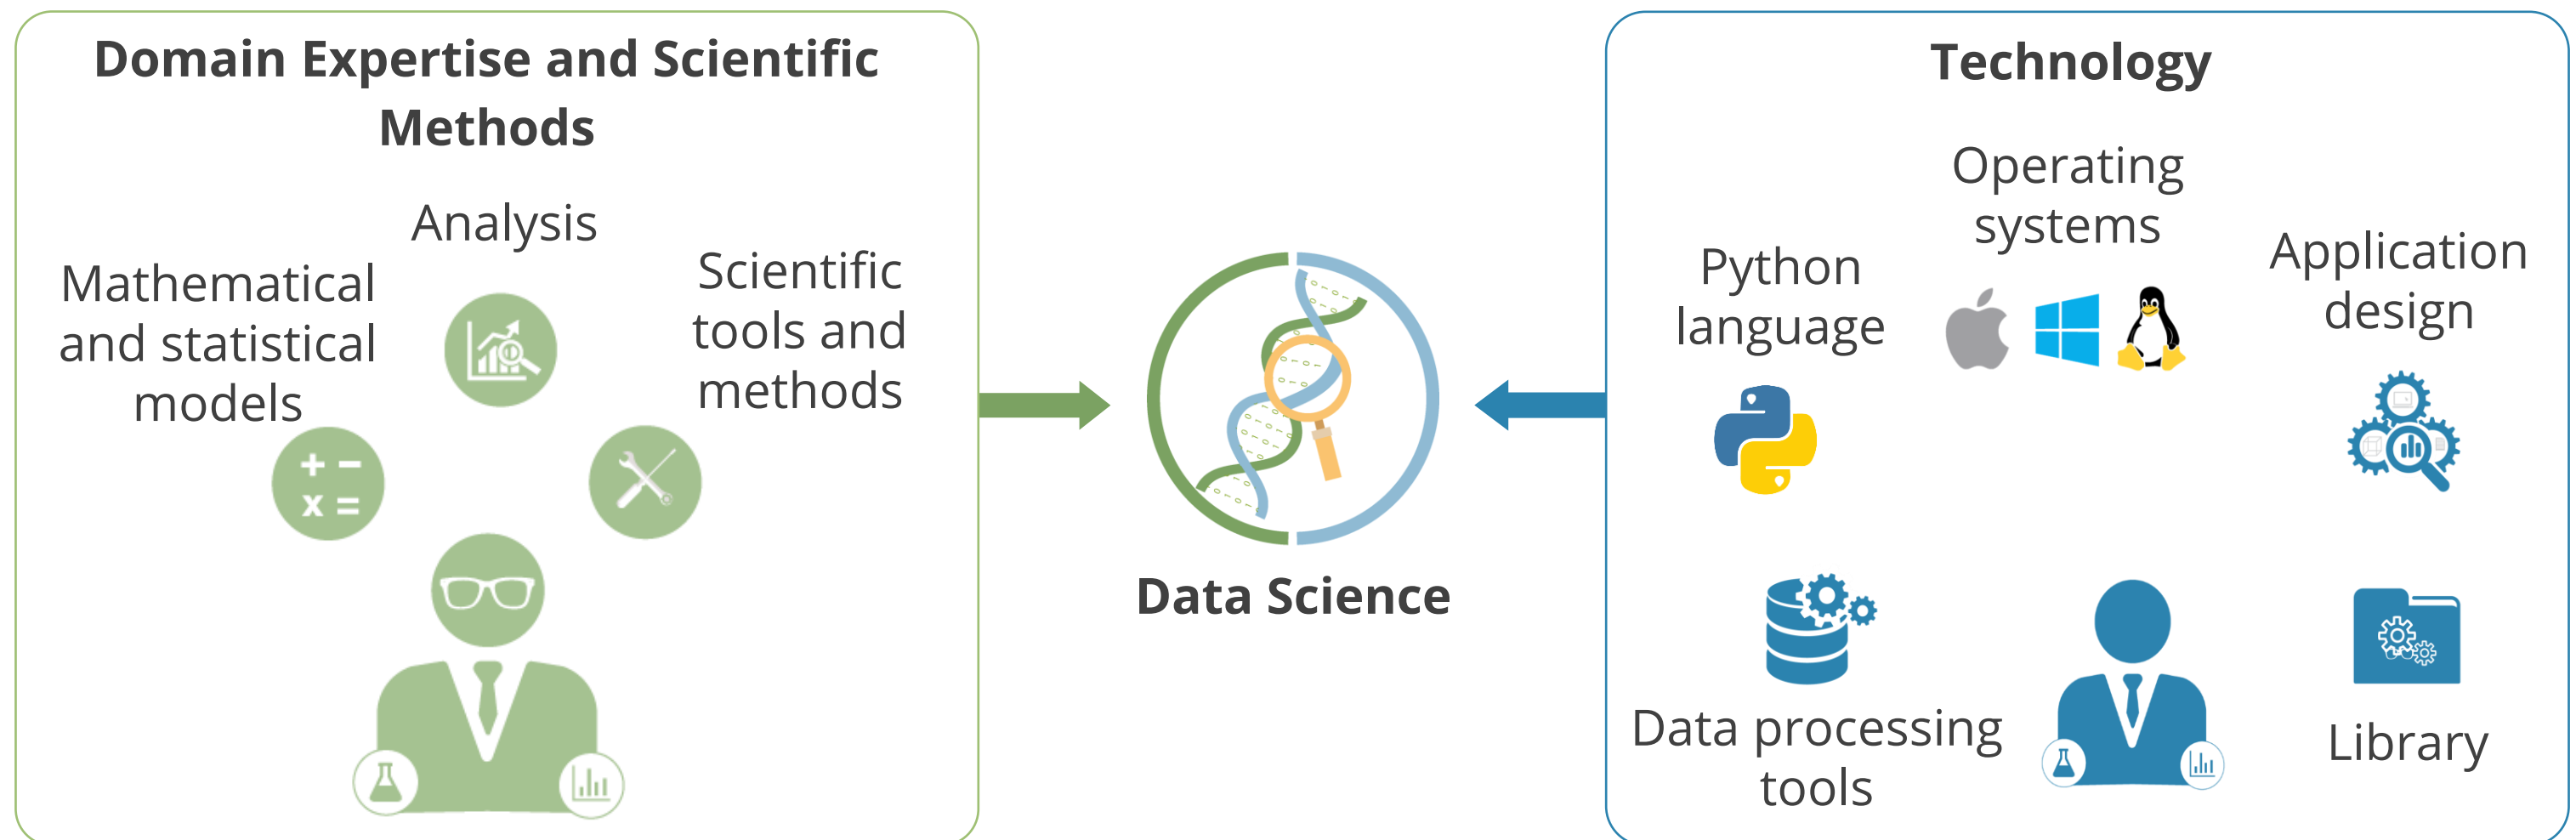 Domain Expertise and Scientific
Methods
Analysis
Mathematical
and statistical
models
Scientific
tools and
methods
Data Science
Technology
Operating
systems
Python
language
Application
design
Data processing
tools
Library